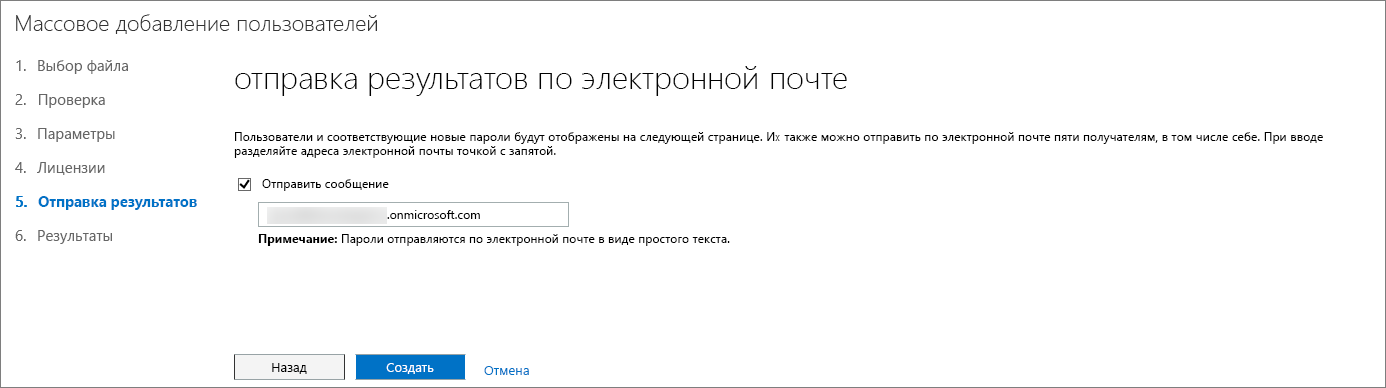 Массовое добавление пользователей
1. Выбор файла
2. Проверка
3. Параметры
4. Лицензии
5. Отправка результатов
6. Результаты
отправка результатов по электронной почте
Пользователи и соответствующие новые пароли будут отображены на следующей странице. Их также можно отправить по электронной почте пяти получателям, в том числе себе. При вводе
разделяйте адреса электронной почты точкой с запятой.
Отправить сообщение
.onmicrosoft.com
Примечание: Пароли отправляются по электронной почте в виде простого текста.
Назад Создать Отмена